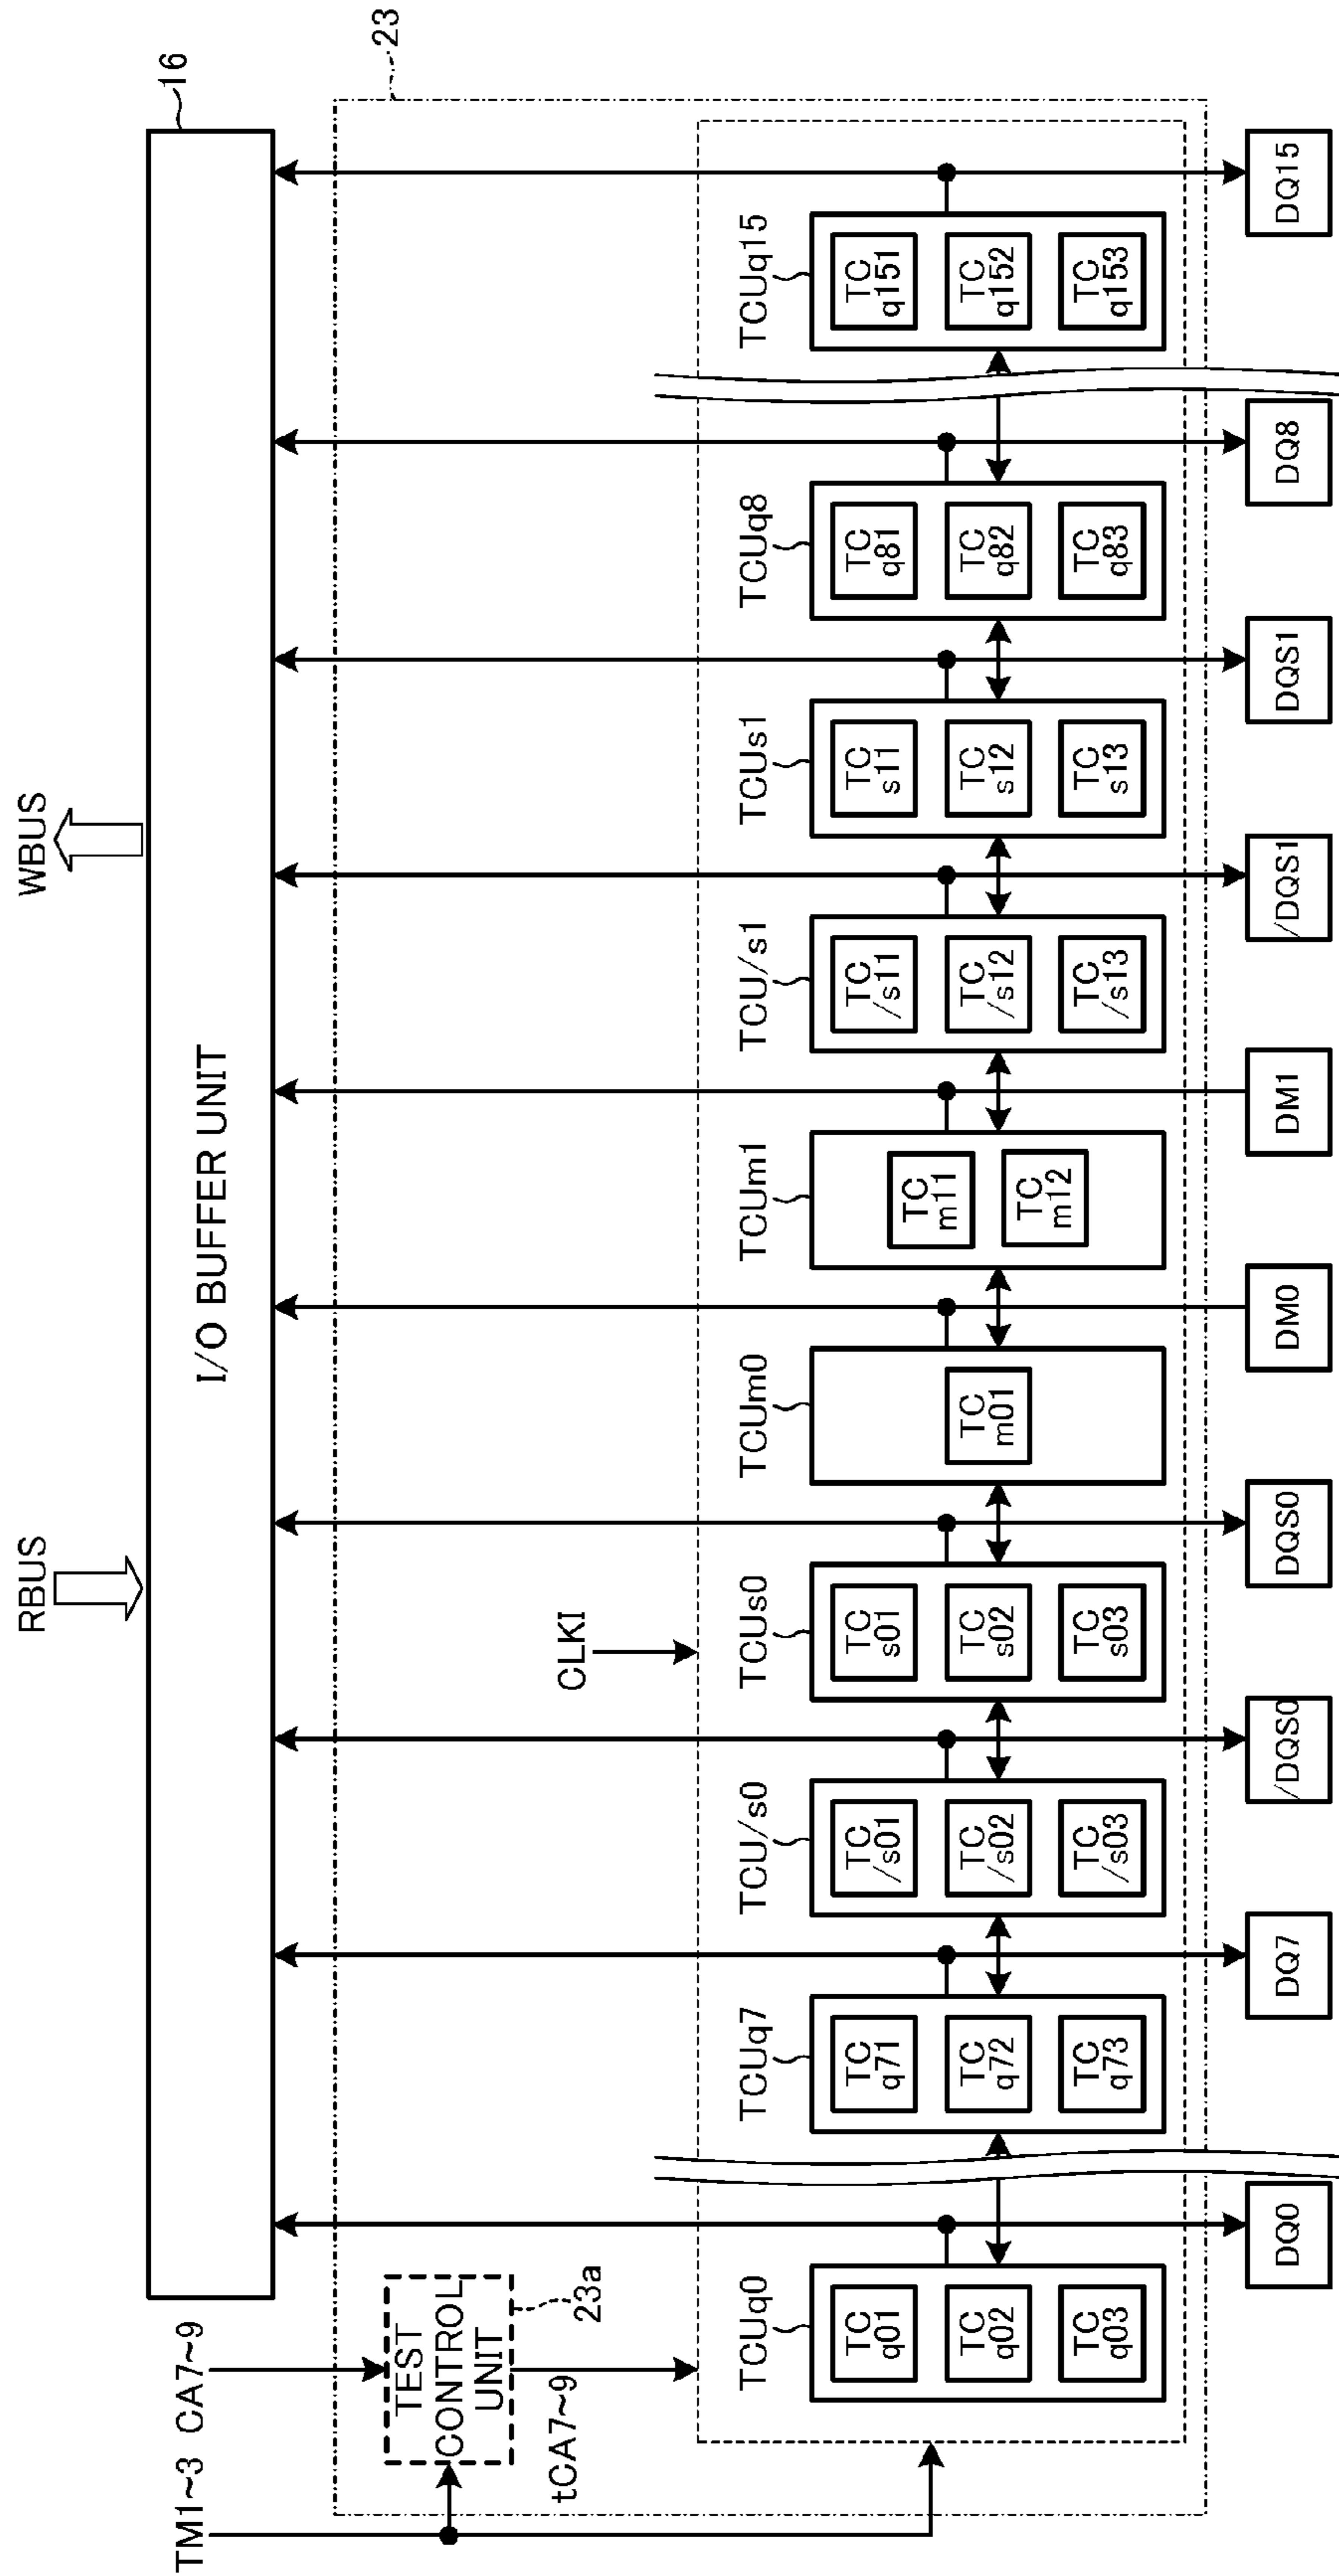 RBUS
WBUS
16
I/O BUFFER UNIT
23
TM1~3
CA7~9
TEST
CONTROL
UNIT
23a
tCA7~9
CLKI
TCUq0
TC
q01
TC
q02
TC
q03
TCUq7
TC
q71
TC
q72
TC
q73
TCU/s0
TC
/s01
TC
/s02
TC
/s03
TCUs0
TC
s01
TC
s02
TC
s03
TCUm0
TC
m01
TCUm1
TC
m11
TC
m12
TCU/s1
TC
/s11
TC
/s12
TC
/s13
TCUs1
TC
s11
TC
s12
TC
s13
TCUq8
TC
q81
TC
q82
TC
q83
TCUq15
TC
q151
TC
q152
TC
q153
DQ0
DQ7
/DQS0
DQS0
DM0
DM1
/DQS1
DQS1
DQ8
DQ15